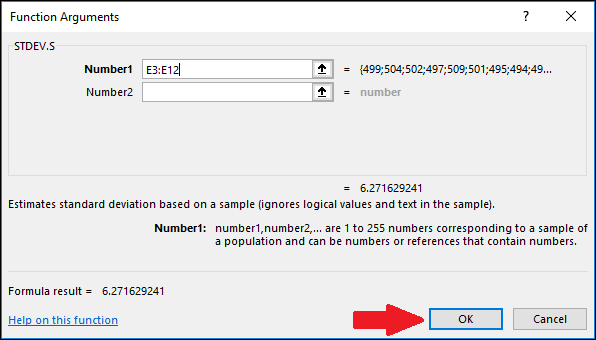 Function Arguments
STDEV.S
Number1 E3:E12 = {499;504;502;497;509;501;495;494;49...
Number2 = number
= 6.271629241
Estimates standard deviation based on a sample (ignores logical values and text in the sample).
Number1: number1,number2,... are 1 to 255 numbers corresponding to a sample of
a population and can be numbers or references that contain numbers.
Formula result = 6.271629241
Help on this function OK Cancel